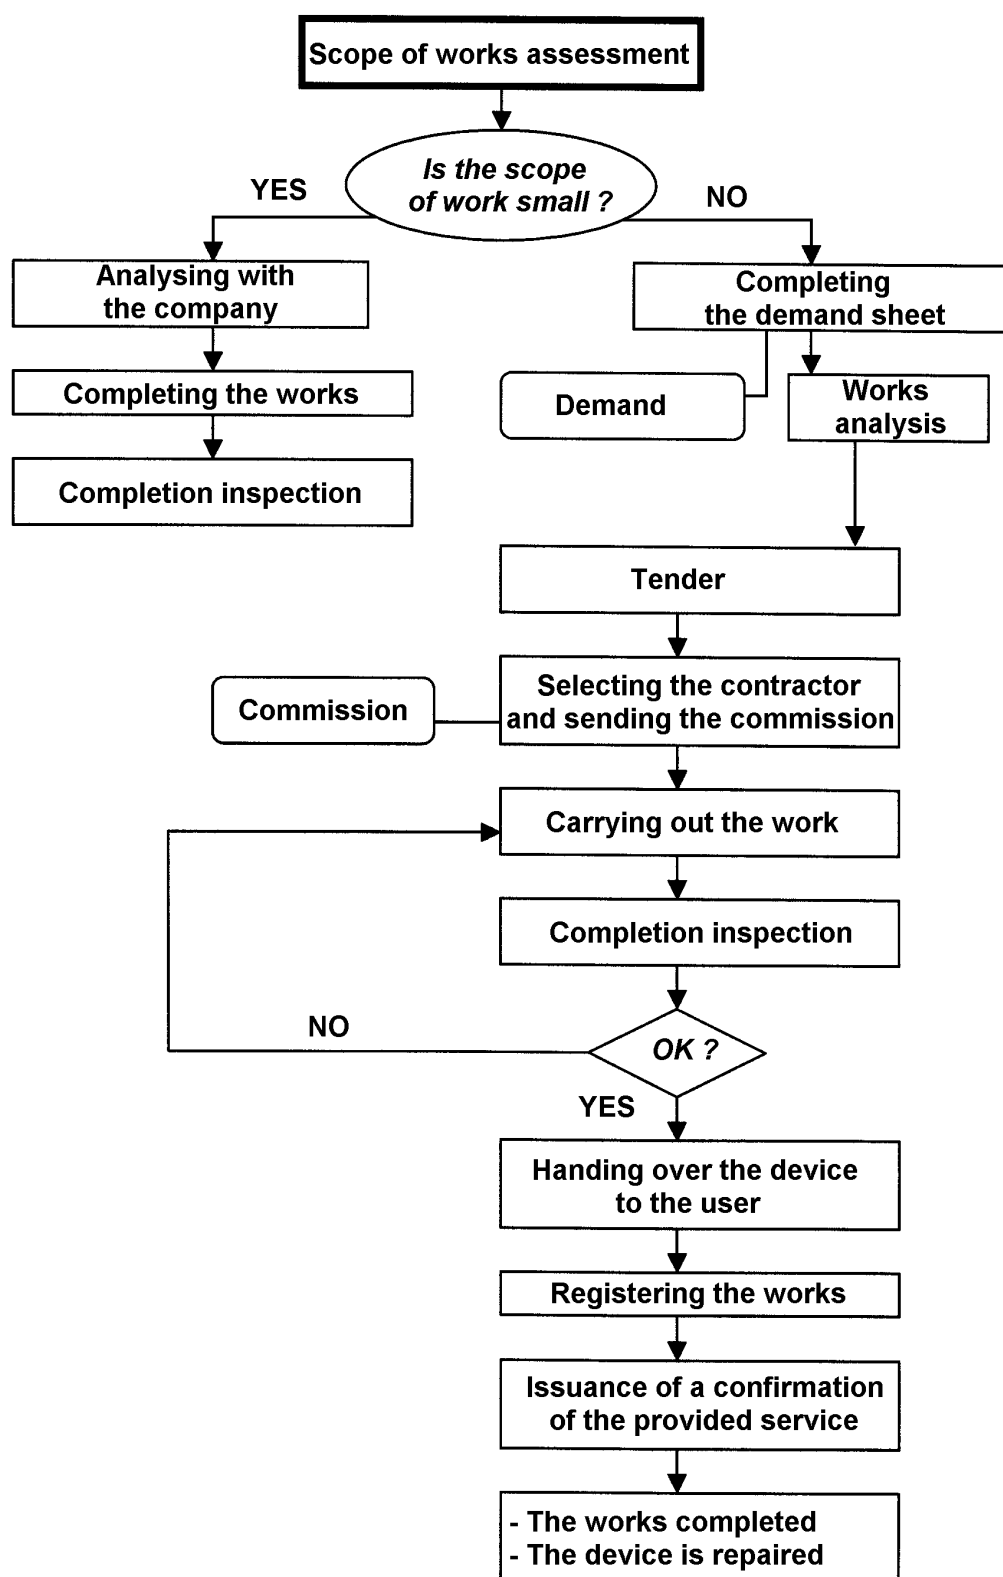 Scope of works assessment
Is the scope
of work small ?
YES
NO
Analysing with
the company
Completing
the demand sheet
Completing the works
Demand
Works
analysis
Completion inspection
Tender
Selecting the contractor
and sending the commission
Commission
Carrying out the work
Completion inspection
NO
OK ?
YES
Handing over the device
to the user
Registering the works
Issuance of a confirmation
of the provided service
- The works completed
- The device is repaired